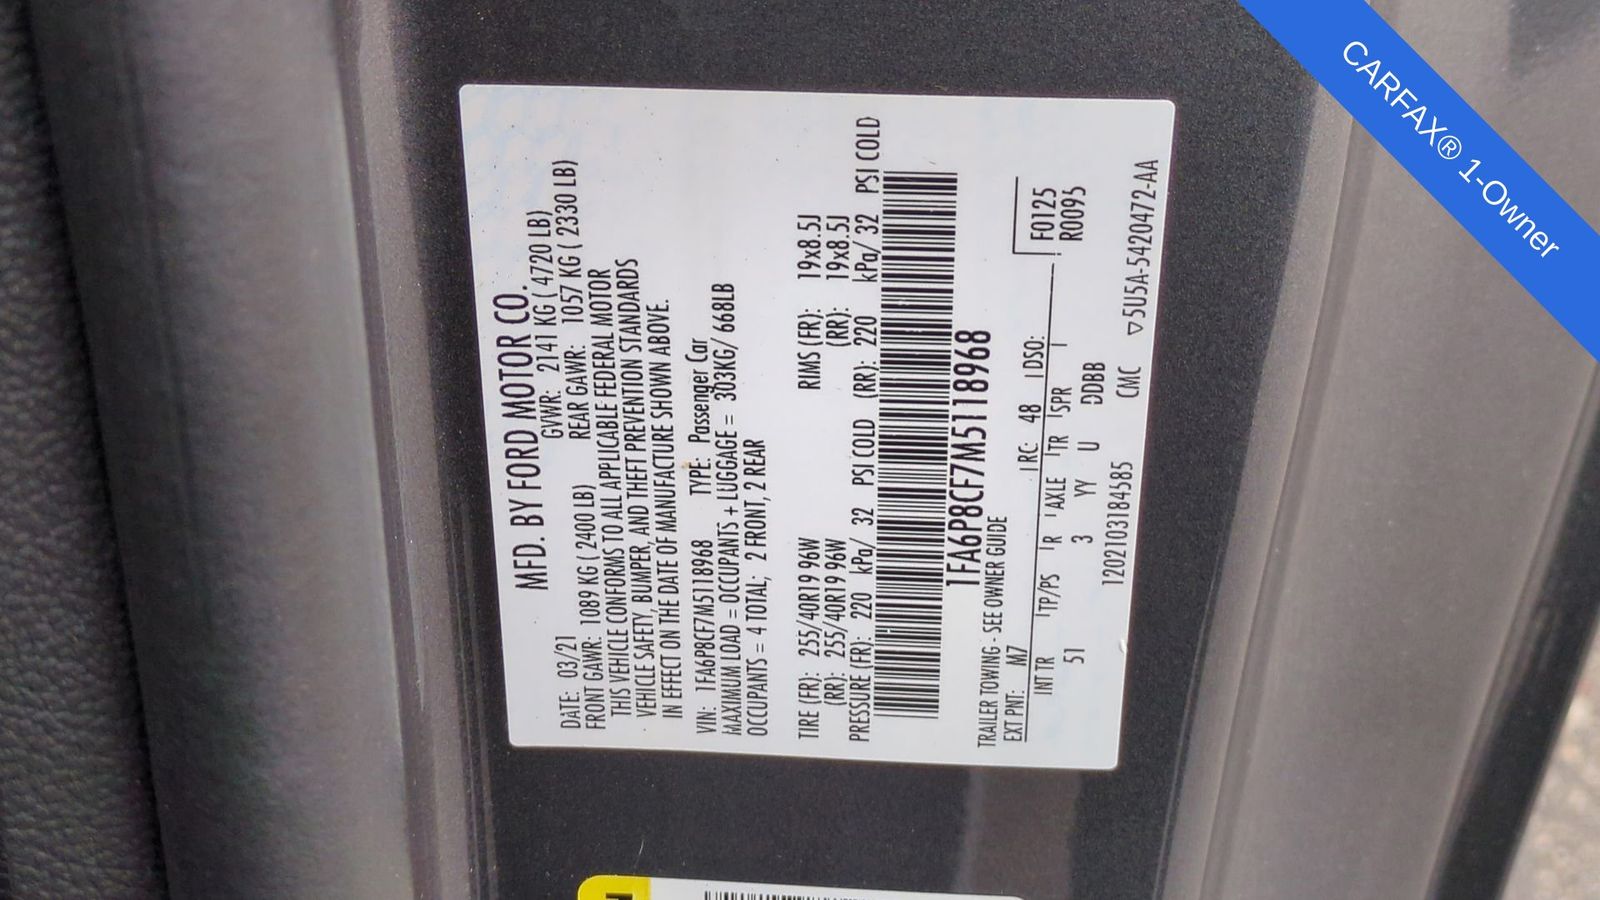 MFD. BY FORD MOTOR CO.
DATE: 03/21 GVWR: 2141 KG ( 4720 LB)
FRONT GAWR: 1089 KG ( 2400 LB) REAR GAWR: 1057 KG ( 2330 LB)
THIS VEHICLE CONFORMS TO ALL APPLICABLE FEDERAL MOTOR
VEHICLE SAFETY, BUMPER, AND THEFT PREVENTION STANDARDS
IN EFFECT ON THE DATE OF MANUFACTURE SHOWN ABOVE.
VIN: 1FA6P8CF7M5118968 TYPE: Passenger Car
MAXIMUM LOAD = OCCUPANTS + LUGGAGE = 303KG/ 668LB
OCCUPANTS = 4 TOTAL; 2 FRONT, 2 REAR
TIRE (FR): 255/40R19 96W RIMS (FR): 19x8.5J
(RR): 255/40R19 96W (RR): 19x8.5J
PRESSURE (FR): 220 kPa/ 32 PSI COLD (RR): 220 kPa/ 32 PSI COLD
1FA6P8CF7M5118968
TRAILER TOWING - SEE OWNER GUIDE
F0125
R0095
EXT PNT: M7 RC: 48 DSO:
INT TR TP/PS R AXLE TR SPR
51 3 YY U DDBB
120210318458​5 CMC ▽5U5A-5420472-AA
CARFAX® 1-Owner